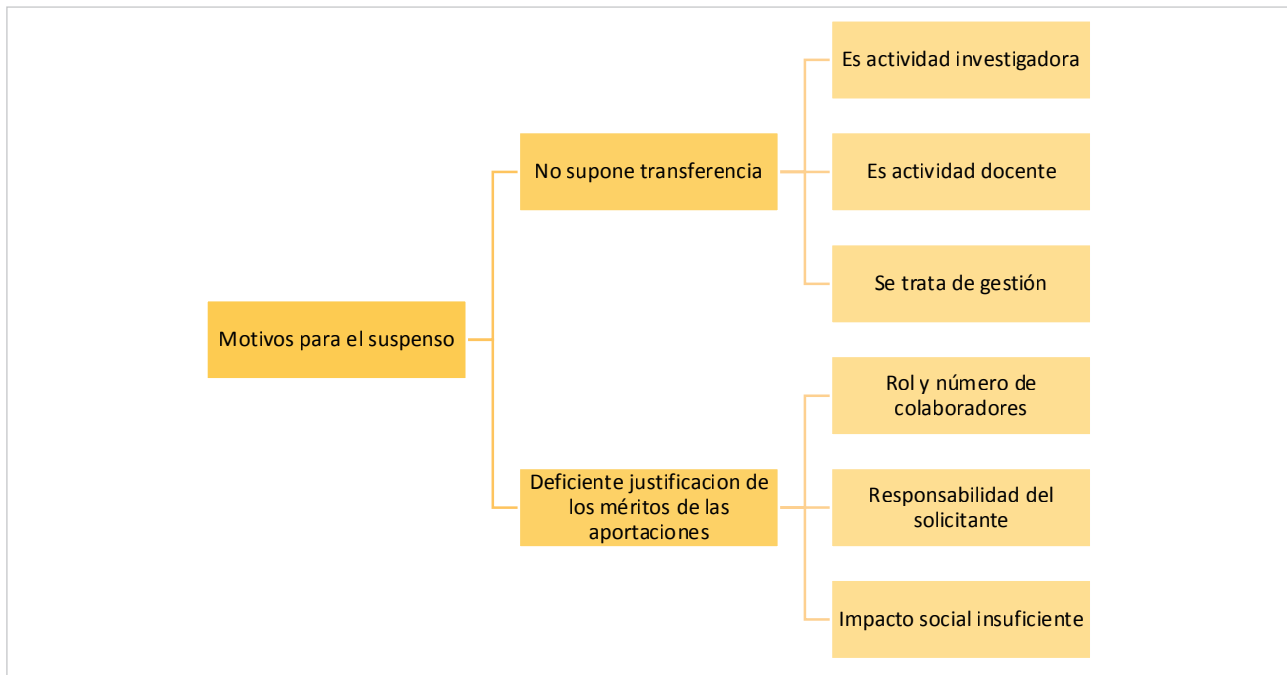 Motivos para el suspenso
No supone transferencia
Es actividad investigadora
Es actividad docente
Se trata de gestión
Deficiente justificacion de
los méritos de las
aportaciones
Rol y número de
colaboradores
Responsabilidad del
solicitante
Impacto social insuficiente